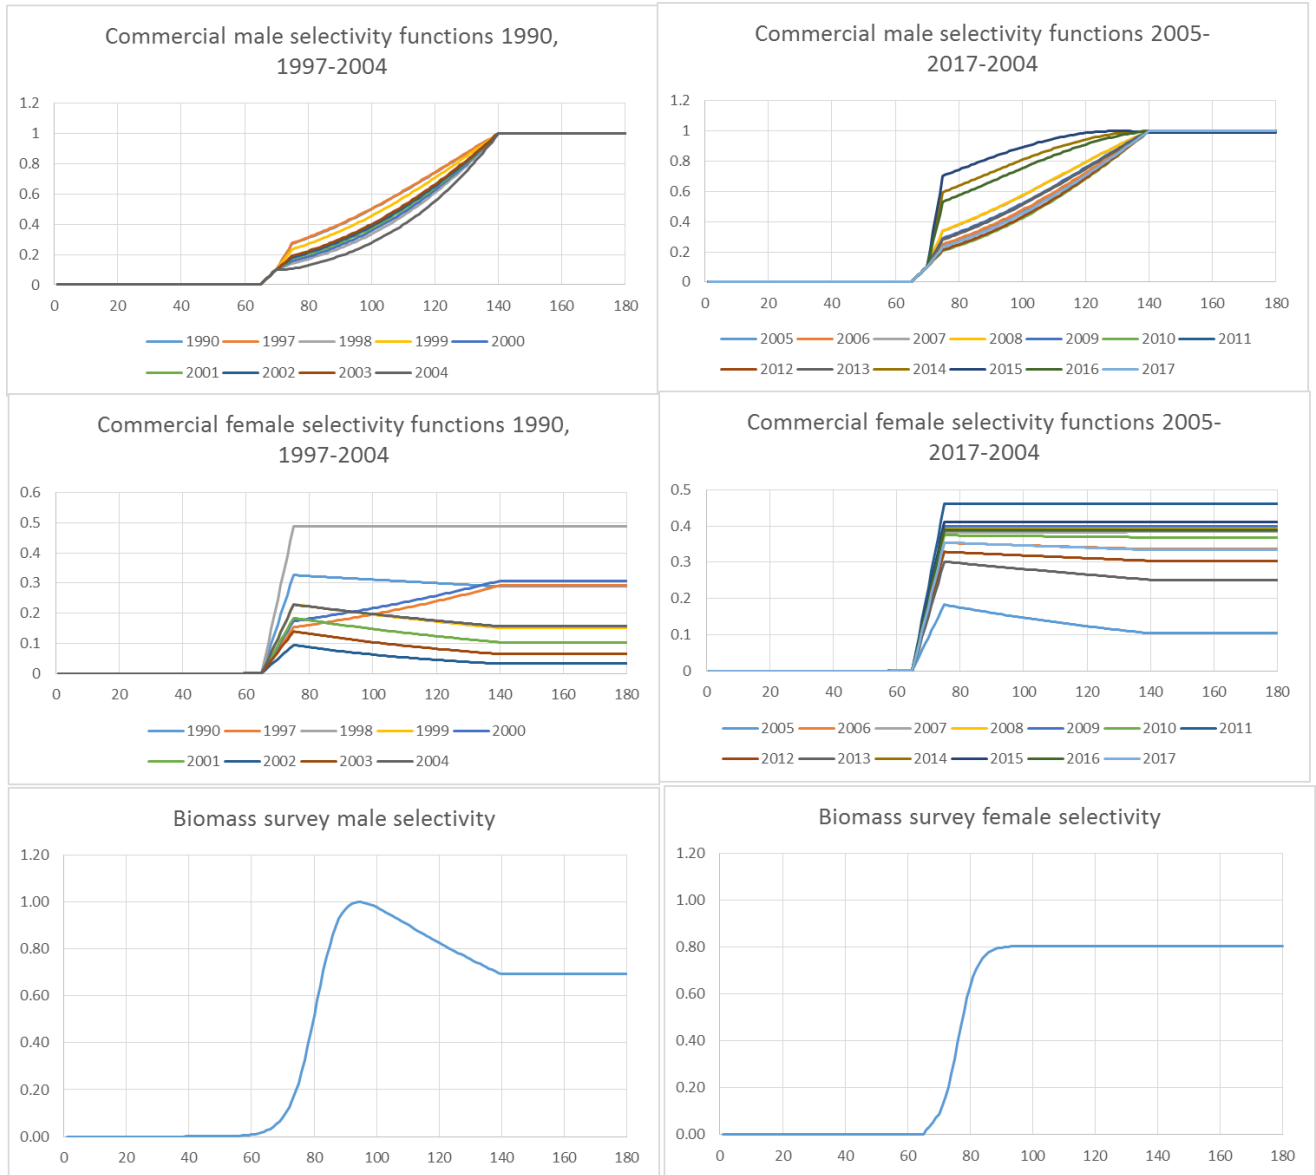 Commercial male selectivity functions 1990,
1997-2004
1.2
1
0.8
0.6
0.4
0.2
0
0 20 40 60 80 100 120 140 160 180
1990 1997 1998 1999 2000
2001 2002 2003 2004
Commercial male selectivity functions 2005-
2017-2004
1.2
1
0.8
0.6
0.4
0.2
0
0 20 40 60 80 100 120 140 160 180
2005 2006 2007 2008 2009 2010 2011
2012 2013 2014 2015 2016 2017
Commercial female selectivity functions 1990,
1997-2004
0.6
0.5
0.4
0.3
0.2
0.1
0
0 20 40 60 80 100 120 140 160 180
1990 1997 1998 1999 2000
2001 2002 2003 2004
Commercial female selectivity functions 2005-
2017-2004
0.5
0.4
0.3
0.2
0.1
0
0 20 40 60 80 100 120 140 160 180
2005 2006 2007 2008 2009 2010 2011
2012 2013 2014 2015 2016 2017
Biomass survey male selectivity
1.20
1.00
0.80
0.60
0.40
0.20
0.00
0 20 40 60 80 100 120 140 160 180
Biomass survey female selectivity
1.20
1.00
0.80
0.60
0.40
0.20
0.00
0 20 40 60 80 100 120 140 160 180